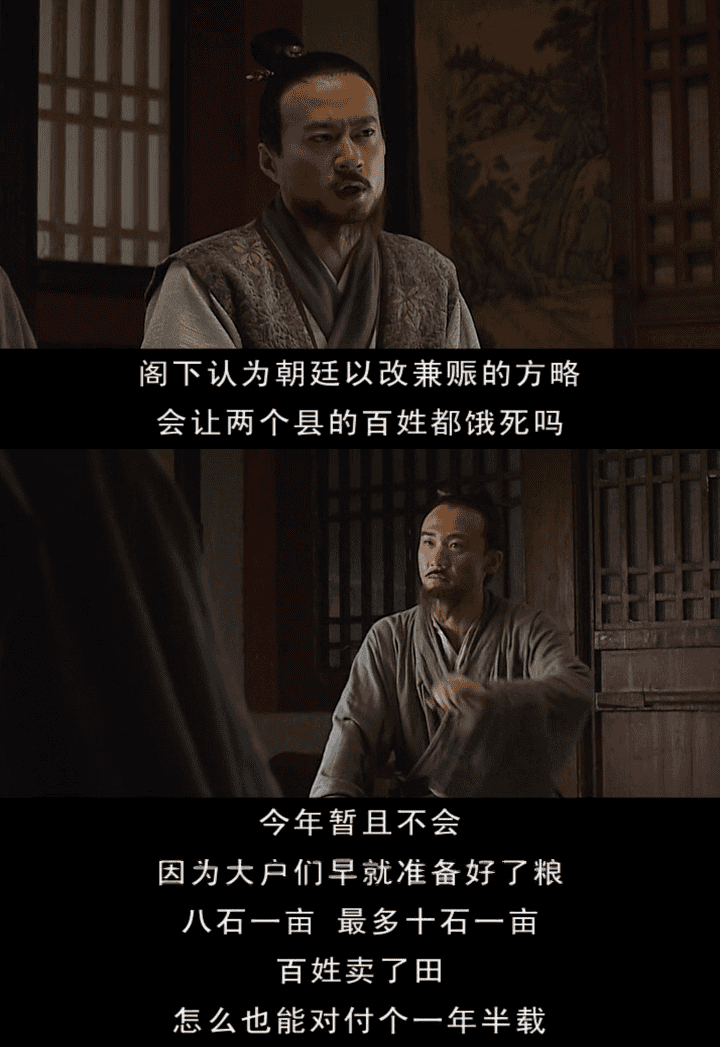 阁下认为朝廷以改兼赈的方略
会让两个县的百姓都饿死吗
今年暂且不会
因为大户们早就准备好了粮
八石一亩 最多十石一亩
百姓卖了田
怎么也能对付个一年半载